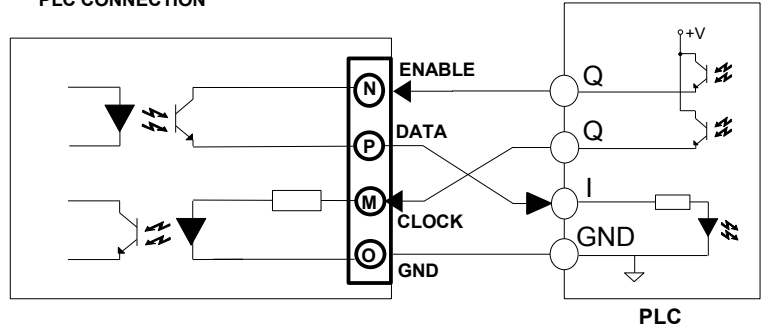 PLC CONNECTION
+V
N
ENABLE
Q
P
DATA
Q
M
CLOCK
I
O
GND
GND
PLC